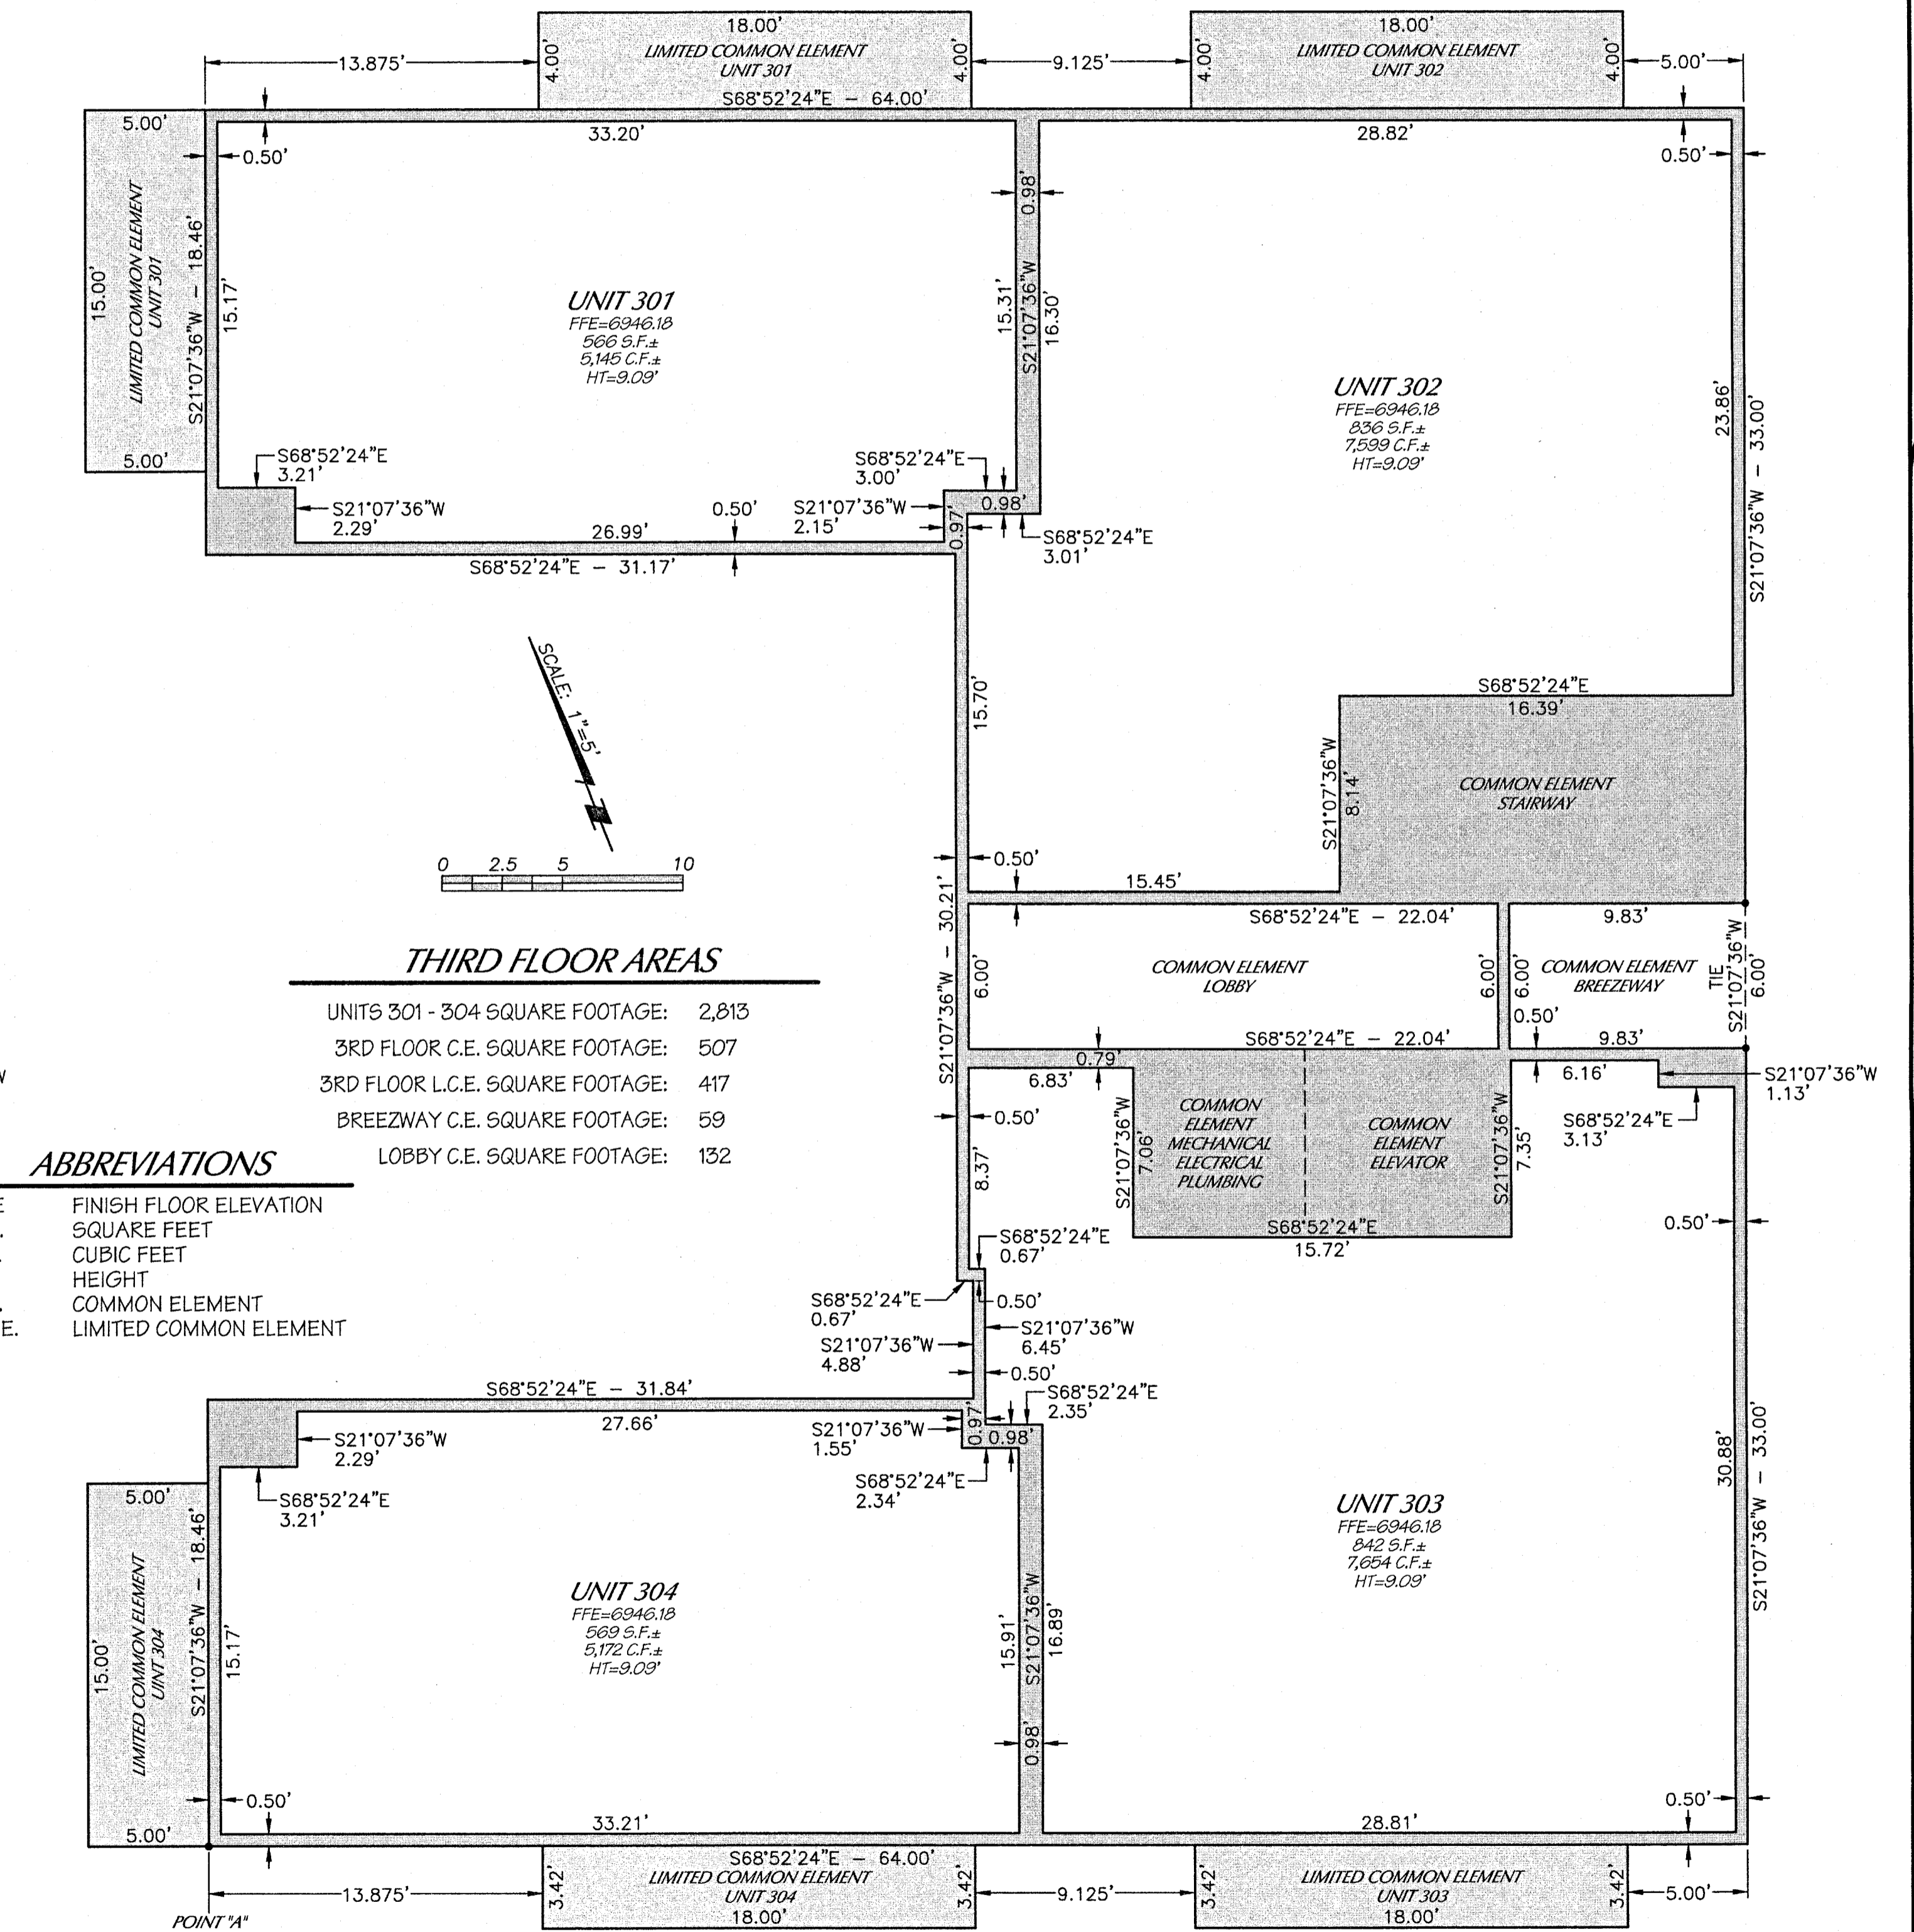 18.00'
LIMITED COMMON ELEMENT
UNIT 301
4.00'
4.00'
13.875'
9.125'
18.00'
LIMITED COMMON ELEMENT
UNIT 302
4.00'
4.00'
5.00'
S68°52'24"E - 64.00'
5.00'
33.20'
28.82'
0.50'
0.50'
LIMITED COMMON ELEMENT
UNIT 301
15.00'
5.00'
S21°07'36"W - 18.46'
15.17'
UNIT 301
FFE=6946.18
566 S.F.±
5,145 C.F.±
HT=9.09'
0.98'
15.31'
S21°07'36"W
16.30'
UNIT 302
FFE=6946.18
836 S.F.±
7,599 C.F.±
HT=9.09'
23.86'
S21°07'36"W - 33.00'
S68°52'24"E
3.21'
S21°07'36"W
2.29'
26.99'
0.50'
S68°52'24"E
3.00'
S21°07'36"W
2.15'
0.98'
0.97'
S68°52'24"E
3.01'
S68°52'24"E - 31.17'
SCALE: 1"=5'
0 2.5 5 10
15.70'
S68°52'24"E
16.39'
S21°07'36"W
8.14'
COMMON ELEMENT
STAIRWAY
0.50'
15.45'
S21°07'36"W - 30.21'
S68°52'24"E - 22.04'
9.83'
6.00'
COMMON ELEMENT
LOBBY
6.00'
6.00'
COMMON ELEMENT
BREEZEWAY
TIE
S21°07'36"W
6.00'
0.50'
S68°52'24"E - 22.04'
9.83'
THIRD FLOOR AREAS
UNITS 301 - 304 SQUARE FOOTAGE: 2,813
3RD FLOOR C.E. SQUARE FOOTAGE: 507
3RD FLOOR L.C.E. SQUARE FOOTAGE: 417
BREEZWAY C.E. SQUARE FOOTAGE: 59
LOBBY C.E. SQUARE FOOTAGE: 132
W
ABBREVIATIONS
E FINISH FLOOR ELEVATION
. SQUARE FEET
. CUBIC FEET
HEIGHT
. COMMON ELEMENT
E. LIMITED COMMON ELEMENT
0.79'
6.83'
0.50'
S21°07'36"W
7.06'
COMMON
ELEMENT
MECHANICAL
ELECTRICAL
PLUMBING
COMMON
ELEMENT
ELEVATOR
S68°52'24"E
15.72'
S21°07'36"W
7.35'
6.16'
S21°07'36"W
1.13'
S68°52'24"E
3.13'
0.50'
8.37'
S68°52'24"E
0.67'
S68°52'24"E
0.67'
0.50'
S21°07'36"W
6.45'
S21°07'36"W
4.88'
0.50'
S68°52'24"E
2.35'
S68°52'24"E - 31.84'
27.66'
S21°07'36"W
1.55'
0.97'
0.98'
S68°52'24"E
2.34'
S21°07'36"W
2.29'
S68°52'24"E
3.21'
5.00'
LIMITED COMMON ELEMENT
UINT 304
15.00'
5.00'
S21°07'36"W - 18.46'
15.17'
UNIT 304
FFE=6946.18
569 S.F.±
5,172 C.F.±
HT=9.09'
15.91'
S21°07'36"W
16.89'
0.98'
UNIT 303
FFE=6946.18
842 S.F.±
7,654 C.F.±
HT=9.09'
30.88'
S21°07'36"W - 33.00'
0.50'
0.50'
33.21'
28.81'
S68°52'24"E - 64.00'
13.875'
3.42'
LIMITED COMMON ELEMENT
UNIT 304
18.00'
3.42'
9.125'
3.42'
LIMITED COMMON ELEMENT
UNIT 303
18.00'
3.42'
5.00'
POINT "A"